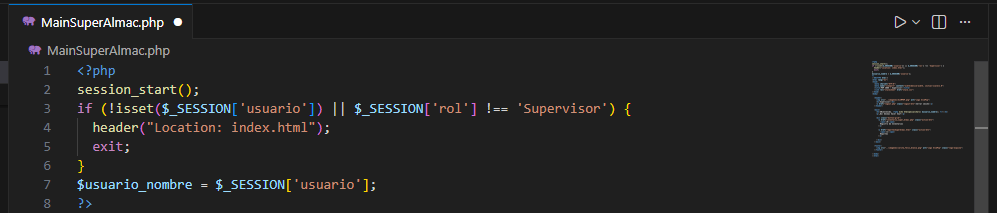 MainSuperAlmac.php
MainSuperAlmac.php
1 <?php
2 session_start();
3 if (!isset($_SESSION['usuario']) || $_SESSION['rol'] !== 'Supervisor') {
4 header("Location: index.html");
5 exit;
6 }
7 $usuario_nombre = $_SESSION['usuario'];
8 ?>